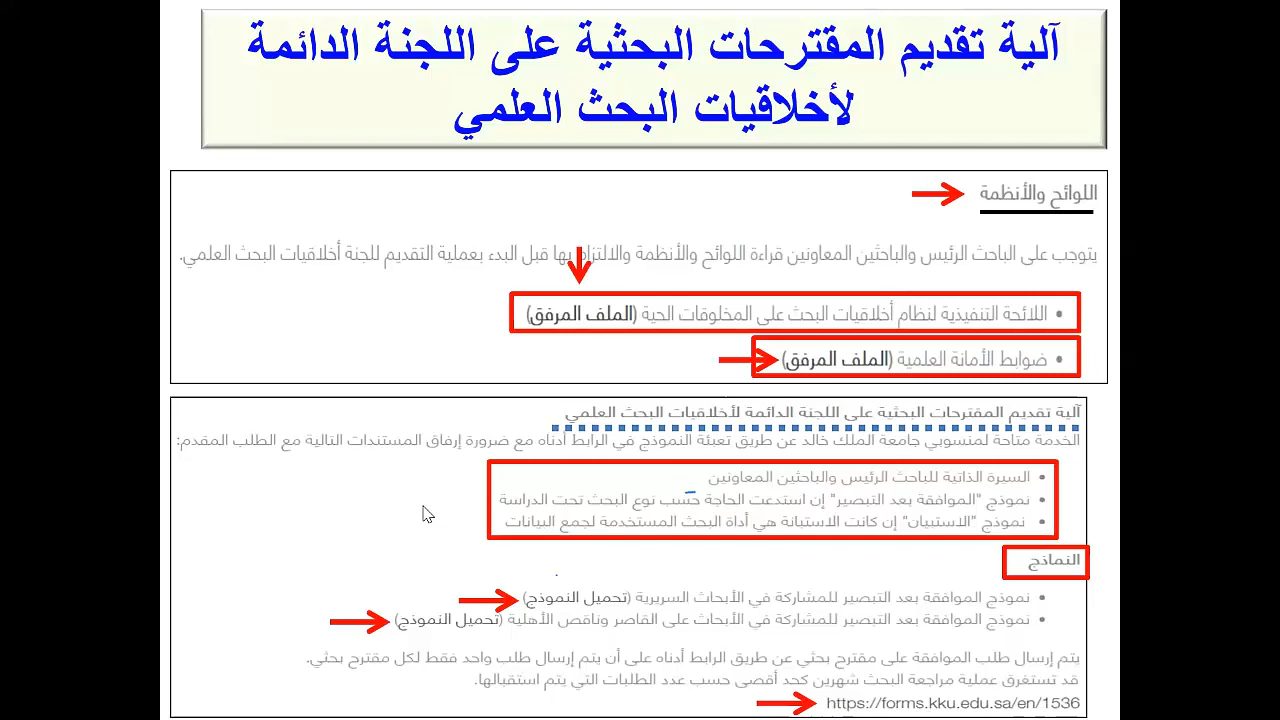 آلية تقديم المقترحات البحثية على اللجنة الدائمة
لأخلاقيات البحث العلمي
اللوائح والأنظمة
يتوجب على الباحث الرئيس والباحثين المعاونين قراءة اللوائح والأنظمة والالتزام بها قبل البدء بعملية التقديم للجنة أخلاقيات البحث العلمي.
• اللائحة التنفيذية لنظام أخلاقيات البحث على المخلوقات الحية (الملف المرفق)
• ضوابط الأمانة العلمية (الملف المرفق)
آلية تقديم المقترحات البحثية على اللجنة الدائمة لأخلاقيات البحث العلمي
الخدمة متاحة لمنسوبي جامعة الملك خالد عن طريق تعبئة النموذج في الرابط أدناه مع ضرورة إرفاق المستندات التالية مع الطلب المقدم:
• السيرة الذاتية للباحث الرئيس والباحثين المعاونين
• نموذج "الموافقة بعد التبصير" إن استدعت الحاجة حسب نوع البحث تحت الدراسة
• نموذج "الاستبيان" إن كانت الاستبانة هي أداة البحث المستخدمة لجمع البيانات
النماذج
• نموذج الموافقة بعد التبصير للمشاركة في الأبحاث السريرية (تحميل النموذج)
• نموذج الموافقة بعد التبصير للمشاركة في الأبحاث على القاصر وناقص الأهلية (تحميل النموذج)
يتم إرسال طلب الموافقة على مقترح بحثي عن طريق الرابط أدناه على أن يتم إرسال طلب واحد فقط لكل مقترح بحثي.
قد تستغرق عملية مراجعة البحث شهرين كحد أقصى حسب عدد الطلبات التي يتم استقبالها.
https://forms.kku.edu.sa/en/1536